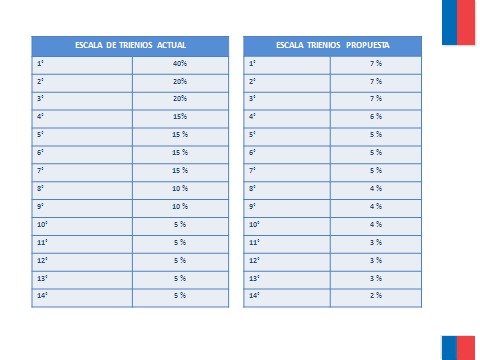 ESCALA DE TRIENIOS ACTUAL
1° 40%
2° 20%
3° 20%
4° 15%
5° 15 %
6° 15 %
7° 15 %
8° 10 %
9° 10 %
10° 5 %
11° 5 %
12° 5 %
13° 5 %
14° 5 %
ESCALA TRIENIOS PROPUESTA
1° 7 %
2° 7 %
3° 7 %
4° 6 %
5° 5 %
6° 5 %
7° 5 %
8° 4 %
9° 4 %
10° 4 %
11° 3 %
12° 3 %
13° 3 %
14° 2 %